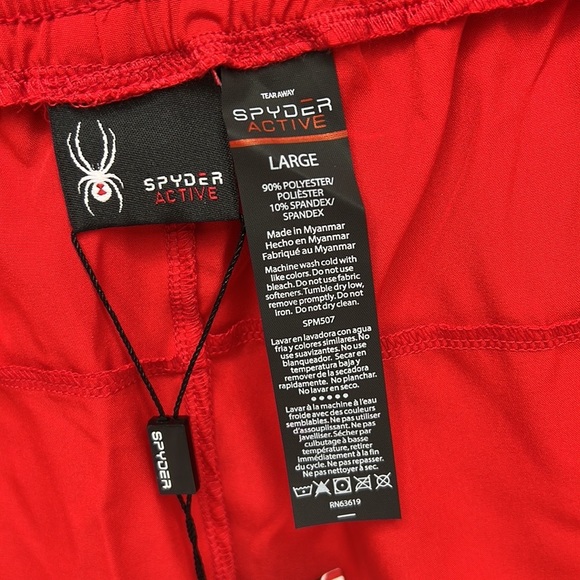 SPYDER
ACTIVE
TEAR AWAY
SPYDER
ACTIVE
LARGE
90% POLYESTER/
POLIÈSTER
10% SPANDEX/
SPANDEX
Made in Myanmar
Hecho en Myanmar
Fabriqué au Myanmar
Machine wash cold with
like colors. Do not use
bleach. Do not use fabric
softeners. Tumble dry low,
remove promptly. Do not
iron. Do not dry clean.
SPM507
Lavar en lavadora con agua
fria y colores similares. No
use suavizantes. No use
blanqueador. Secar en
temperatura baja y
remover de la secadora
rapidamente. No planchar.
No lavar en seco
Lavar à la machine à l'eau
froide avec des couleurs
semblables. Ne pas utiliser
d'assouplissant. Ne pas
javelliser. Sécher par
culbutage à basse
température, retirer
immédiatement à la fin
du cycle. Ne pas repasser.
Ne pas nettoyer à sec.
RN63619
SPYDER